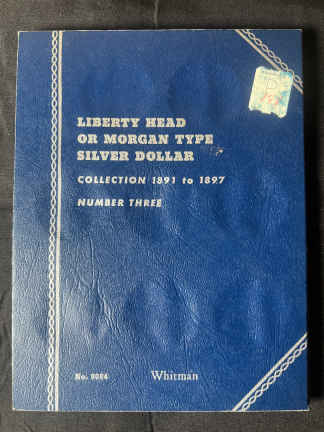 LIBERTY HEAD
OR MORGAN TYPE
SILVER DOLLAR
COLLECTION 1891 to 1897
NUMBER THREE
No. 9084
Whitman